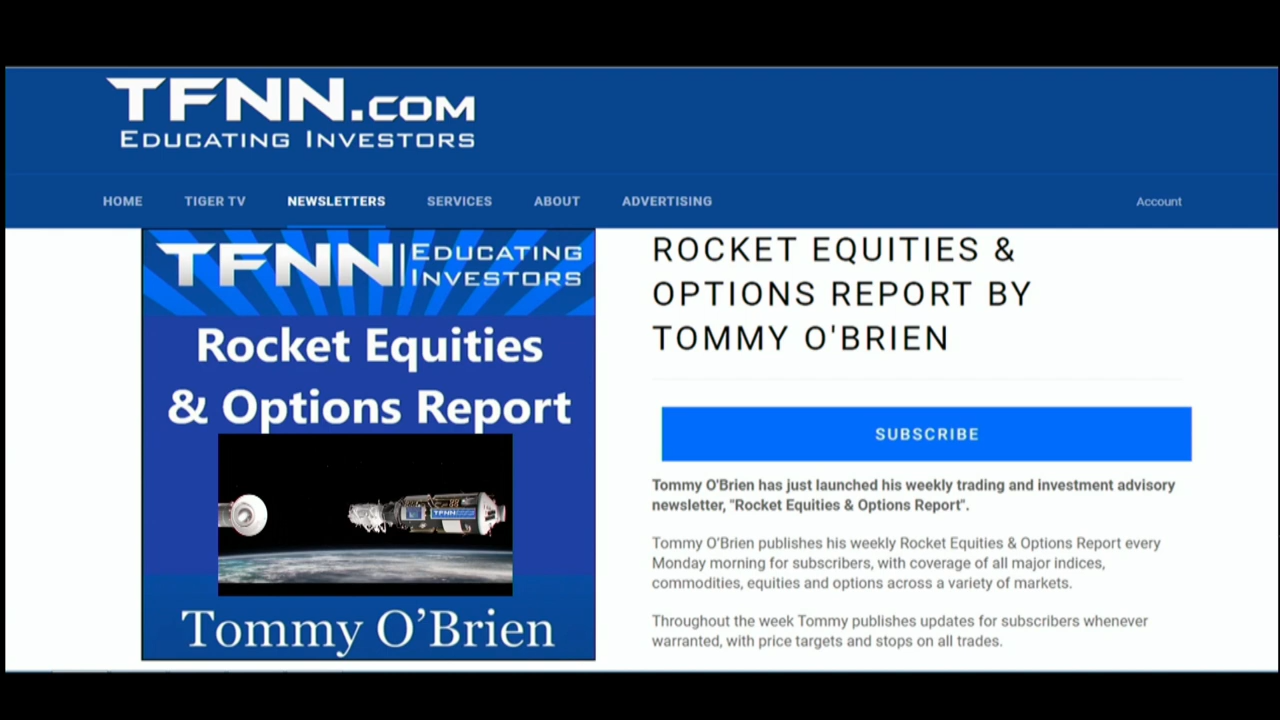 TFNN.COM
EDUCATING INVESTORS
HOME TIGER TV NEWSLETTERS SERVICES ABOUT ADVERTISING Account
TFNN EDUCATING
INVESTORS
Rocket Equities
& Options Report
TFNN
Tommy O’Brien
ROCKET EQUITIES &
OPTIONS REPORT BY
TOMMY O'BRIEN
SUBSCRIBE
Tommy O'Brien has just launched his weekly trading and investment advisory
newsletter, "Rocket Equities & Options Report".
Tommy O'Brien publishes his weekly Rocket Equities & Options Report every
Monday morning for subscribers, with coverage of all major indices,
commodities, equities and options across a variety of markets.
Throughout the week Tommy publishes updates for subscribers whenever
warranted, with price targets and stops on all trades.